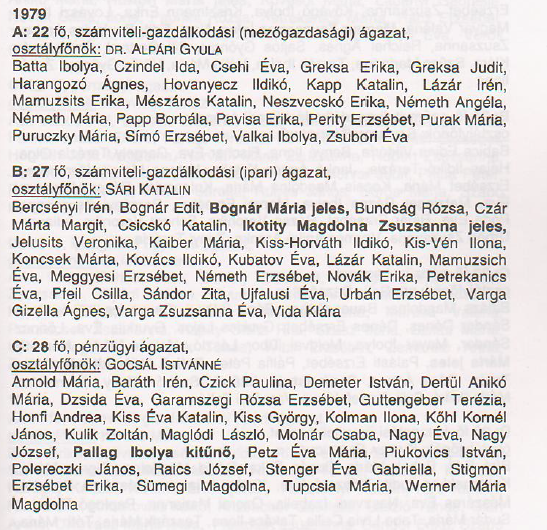 1979
A: 22 fő, számviteli-gazdálkodási (mezőgazdasági) ágazat,
osztályfőnök: DR. ALPÁRI GYULA
Batta Ibolya, Czindel Ida, Csehi Éva, Greksa Erika, Greksa Judit,
Harangozó Ágnes, Hovanyecz Ildikó, Kapp Katalin, Lázár Irén,
Mamuzsits Erika, Mészáros Katalin, Neszvecskó Erika, Németh Angéla,
Németh Mária, Papp Borbála, Pavisa Erika, Perity Erzsébet, Purak Mária,
Puruczky Mária, Símó Erzsébet, Valkai Ibolya, Zsubori Éva
B: 27 fő, számviteli-gazdálkodási (ipari) ágazat,
osztályfőnök: SÁRI KATALIN
Bercsényi Irén, Bognár Edit, Bognár Mária jeles, Bundság Rózsa, Czár
Márta Margit, Csicskó Katalin, Ikotity Magdolna Zsuzsanna jeles,
Jelusits Veronika, Kaiber Mária, Kiss-Horváth Ildikó, Kis-Vén Ilona,
Koncsek Márta, Kovács Ildikó, Kubatov Éva, Lázár Katalin, Mamuzsich
Éva, Meggyesi Erzsébet, Németh Erzsébet, Novák Erika, Petrekanics
Éva, Pfeil Csilla, Sándor Zita, Ujfalusi Éva, Urbán Erzsébet, Varga
Gizella Ágnes, Varga Zsuzsanna Éva, Vida Klára
C: 28 fő, pénzügyi ágazat,
osztályfőnök: GOCSÁL ISTVÁNNÉ
Arnold Mária, Baráth Irén, Czick Paulina, Demeter István, Dertül Anikó
Mária, Dzsida Éva, Garamszegi Rózsa Erzsébet, Guttengeber Terézia,
Honfi Andrea, Kiss Éva Katalin, Kiss György, Kolman Ilona, Kőhl Kornél
János, Kulik Zoltán, Maglódi László, Molnár Csaba, Nagy Éva, Nagy
József, Pallag Ibolya kitűnő, Petz Éva Mária, Piukovics István,
Polereczki János, Raics József, Stenger Éva Gabriella, Stigmon
Erzsébet Erika, Sümegi Magdolna, Tupcsia Mária, Werner Mária
Magdolna